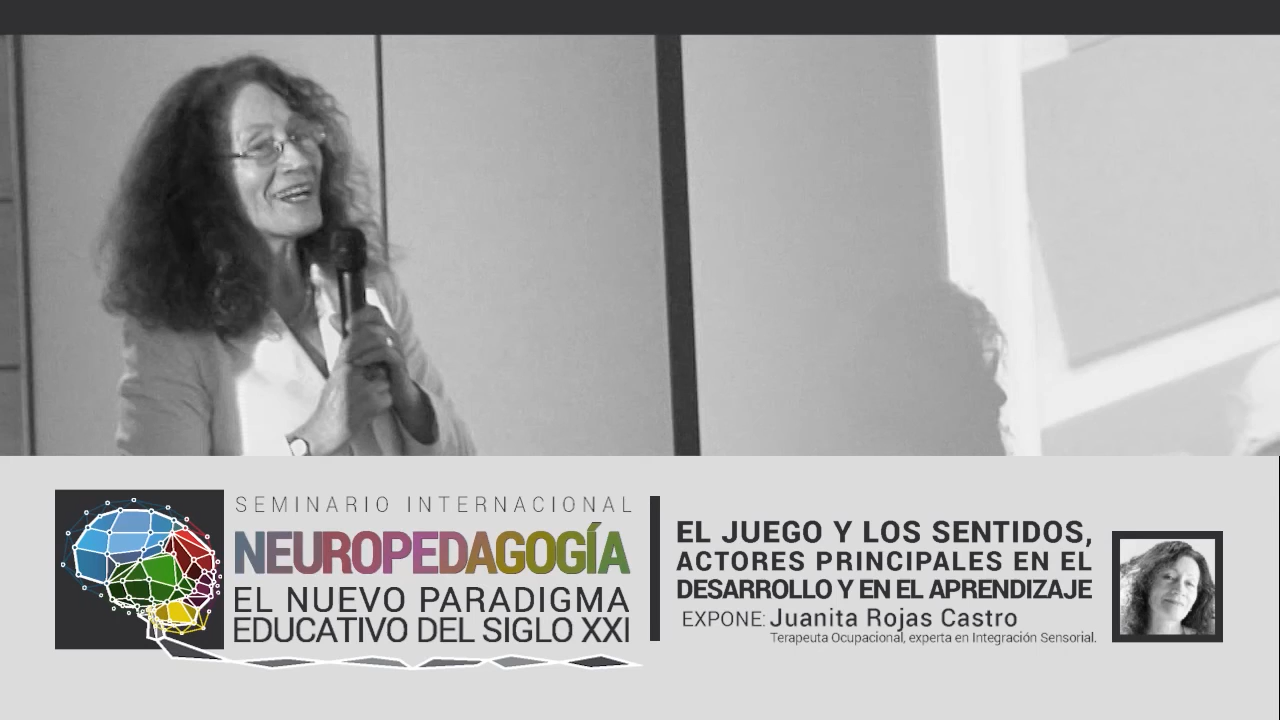 SEMINARIO INTERNACIONAL
NEUROPEDAGOGÍA
EL NUEVO PARADIGMA
EDUCATIVO DEL SIGLO XXI
EL JUEGO Y LOS SENTIDOS,
ACTORES PRINCIPALES EN EL
DESARROLLO Y EN EL APRENDIZAJE
EXPONE: Juanita Rojas Castro
Terapeuta Ocupacional, experta en Integración Sensorial.